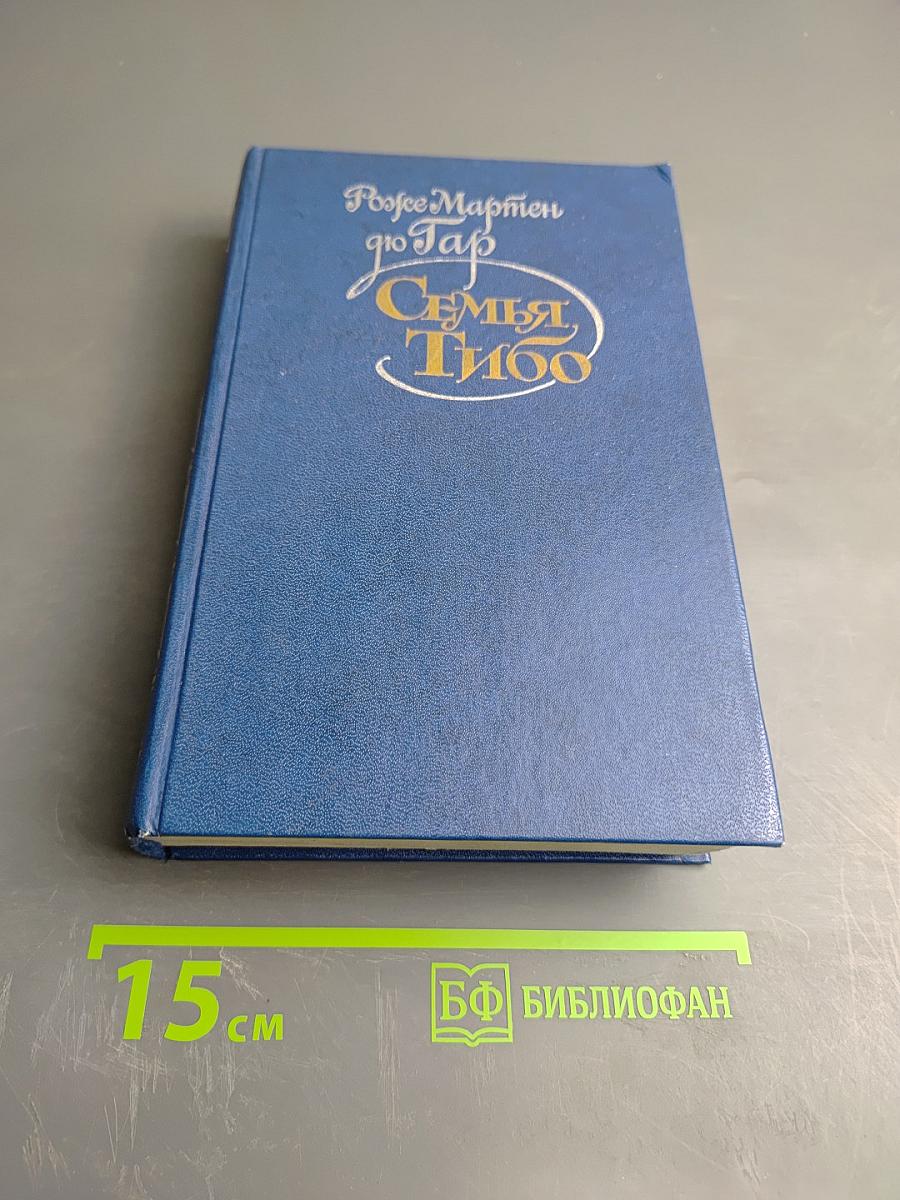 Роже Мартен
дю Гар
Семья
Тибо
15 см
БФ БИБЛИОФАН